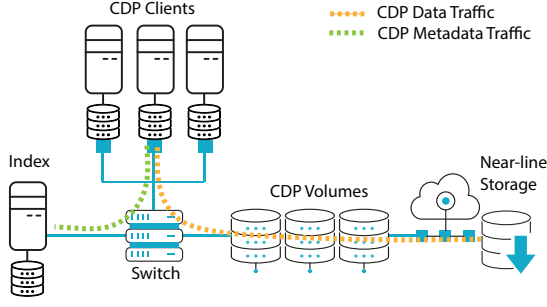 CDP Clients
CDP Data Traffic
CDP Metadata Traffic
Index
CDP Volumes
Near-line
Storage
Switch